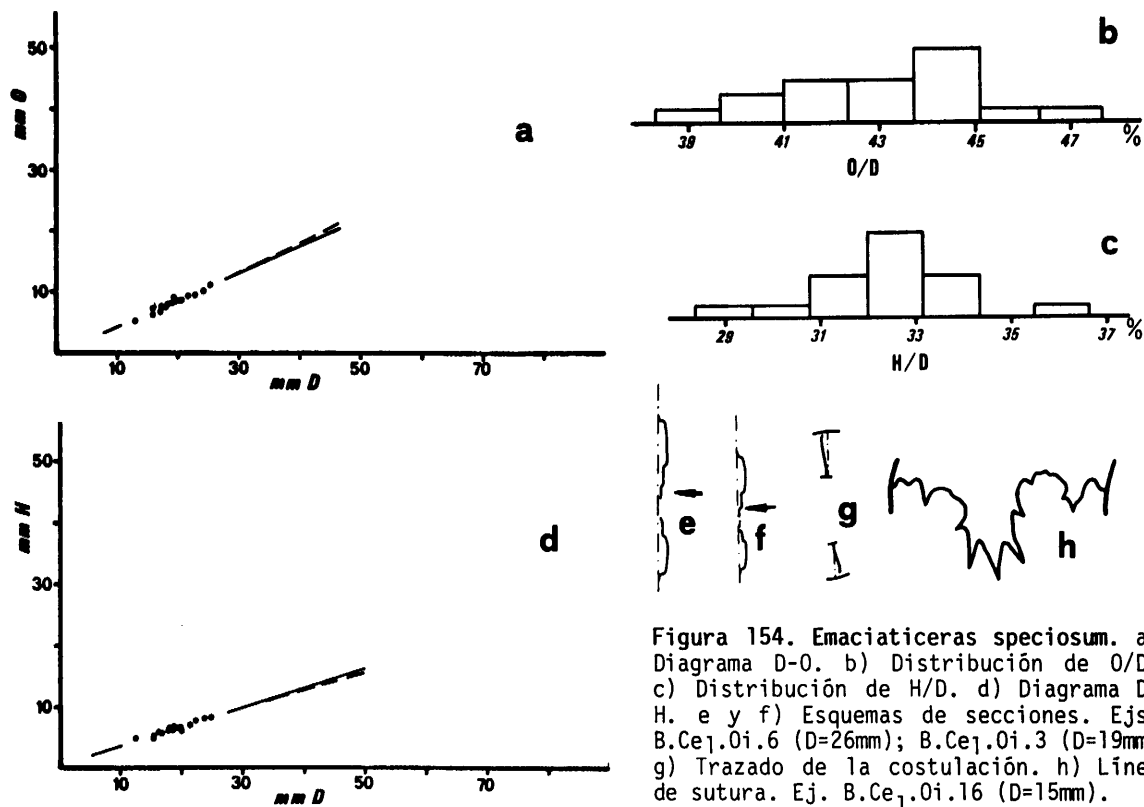 50
30
10
mm O
10
30
50
70
mm D
a
b
39
41
43
45
47
%
O/D
c
29
31
33
35
37
%
H/D
50
30
10
mm H
10
30
50
70
mm D
d
e
f
g
h
Figura 154. Emaciaticeras speciosum. a
Diagrama D-O. b) Distribución de O/D
c) Distribución de H/D. d) Diagrama D
H. e y f) Esquemas de secciones. Ejs
B.Ce₁.Oi.6 (D=26mm); B.Ce₁.Oi.3 (D=19mm
g) Trazado de la costulación. h) Líne
de sutura. Ej. B.Ce₁.Oi.16 (D=15mm).